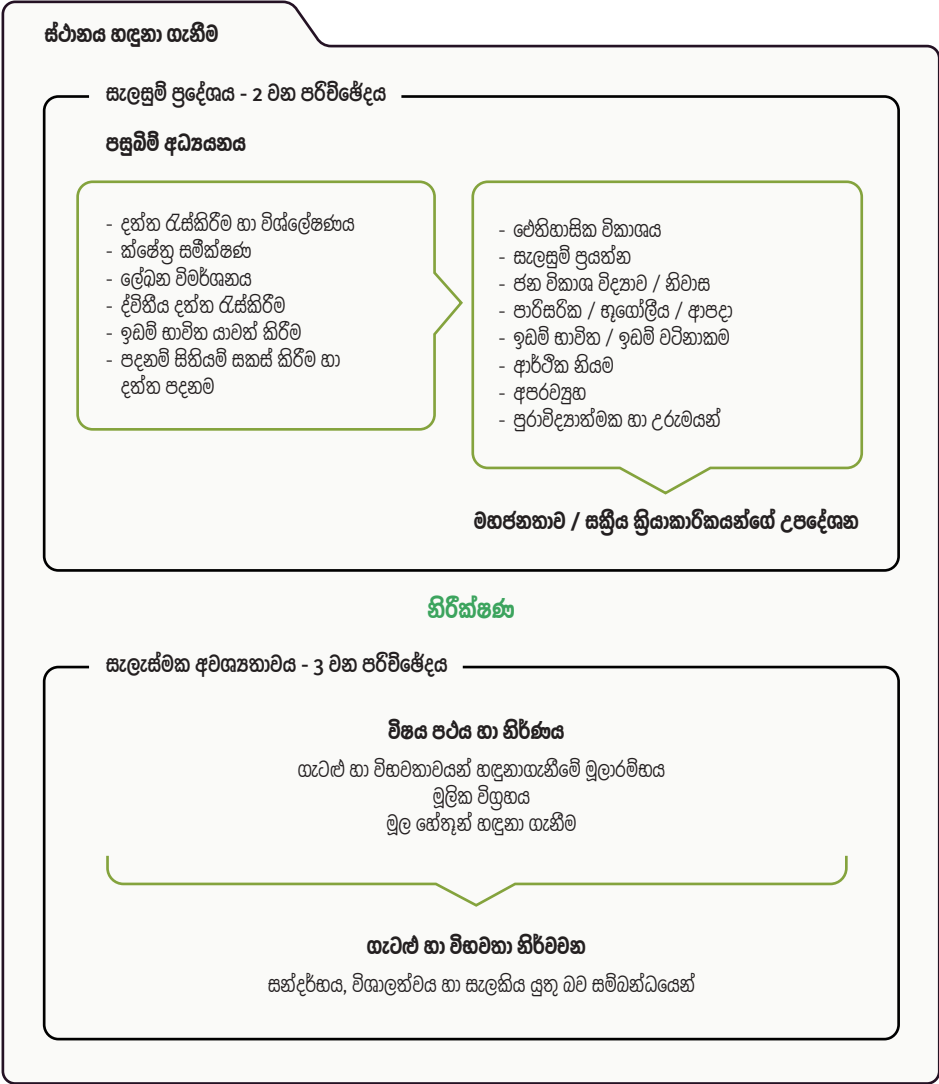 ස්ථානය හඳුනා ගැනීම
සැලසුම් ප්‍රදේශය - 2 වන පරිච්ඡේදය
පසුබිම් අධ්‍යයනය
- දත්ත රැස්කිරීම හා විශ්ලේෂණය
- ක්ෂේත්‍ර සමීක්ෂණ
- ලේඛන විමර්ශනය
- ද්විතීය දත්ත රැස්කිරීම
- ඉඩම් භාවිත යාවත් කිරීම
- පදනම් සිතියම් සකස් කිරීම හා
දත්ත පදනම
- ඓතිහාසික විකාශය
- සැලසුම් ප්‍රයත්න
- ජන විකාශ විද්‍යාව / නිවාස
- පාරිසරික / භූගෝලීය / ආපදා
- ඉඩම් භාවිත / ඉඩම් වටිනාකම
- ආර්ථික නියම
- අපරව්‍යුහ
- පුරාවිද්‍යාත්මක හා උරුමයන්
මහජනතාව / සක්‍රීය ක්‍රියාකාරිකයන්ගේ උපදේශන
නිරීක්ෂණ
සැලැස්මක අවශ්‍යතාවය - 3 වන පරිච්ඡේදය
විෂය පථය හා නිර්ණය
ගැටළු හා විභවතාවයන් හඳුනාගැනීමේ මූලාරම්භය
මූලික විග්‍රහය
මූල හේතූන් හඳුනා ගැනීම
ගැටළු හා විභවතා නිර්වචන
සන්දර්භය, විශාලත්වය හා සැලකිය යුතු බව සම්බන්ධයෙන්